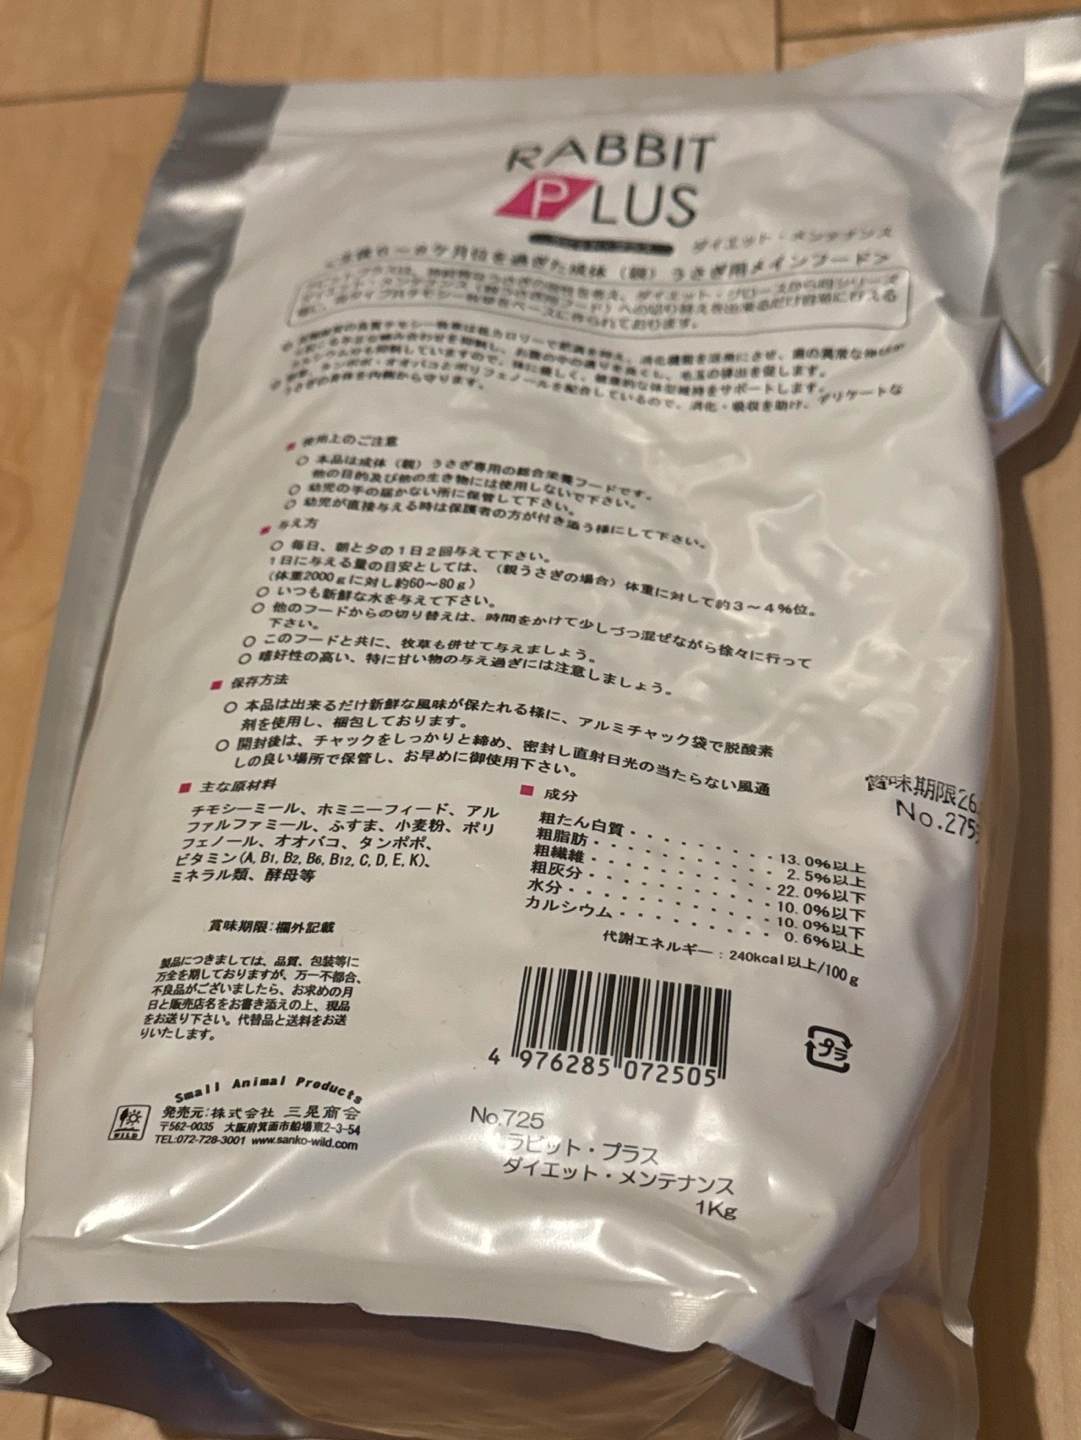 RABBIT
PLUS
ダイエット・メンテナンス
＜生後6〜8ケ月位を過ぎた成体（親）うさぎ用メインフード＞
■ 使用上のご注意
○ 本品は成体（親）うさぎ専用の総合栄養フードです。
他の目的及び他の生き物には使用しないで下さい。
○ 幼児の手の届かない所に保管して下さい。
○ 幼児が直接与える時は保護者の方が付き添う様にして下さい。
■ 与え方
○ 毎日、朝と夕の1日2回与えて下さい。
1日に与える量の目安としては、（親うさぎの場合）体重に対して約3〜4％位。
(体重2000gに対し約60〜80g)
○ いつも新鮮な水を与えて下さい。
○ 他のフードからの切り替えは、時間をかけて少しづつ混ぜながら徐々に行って
下さい。
○ このフードと共に、牧草も併せて与えましょう。
○ 嗜好性の高い、特に甘い物の与え過ぎには注意しましょう。
■ 保存方法
○ 本品は出来るだけ新鮮な風味が保たれる様に、アルミチャック袋で脱酸素
剤を使用し、梱包しております。
○ 開封後は、チャックをしっかりと締め、密封し直射日光の当たらない風通
しの良い場所で保管し、お早めに御使用下さい。
■ 主な原材料
チモシーミール、ホミニーフィード、アル
ファルファミール、ふすま、小麦粉、ポリ
フェノール、オオバコ、タンポポ、
ビタミン(A, B1, B2, B6, B12, C, D, E, K)、
ミネラル類、酵母等
■ 成分
粗たん白質・・・・・・・・・13.0%以上
粗脂肪・・・・・・・・・・・2.5%以上
粗繊維・・・・・・・・・・・22.0%以下
粗灰分・・・・・・・・・・・10.0%以下
水分・・・・・・・・・・・・10.0%以下
カルシウム・・・・・・・・・0.6%以上
代謝エネルギー：240kcal以上/100g
賞味期限26
No.275
賞味期限:欄外記載
製品につきましては、品質、包装等に
万全を期しておりますが、万一不都合、
不良品がございましたら、お求めの月
日と販売店名をお書き添えの上、現品
をお送り下さい。代替品と送料をお送
りいたします。
4 976285 072505
プラ
Small Animal Products
WILD
発売元:株式会社 三晃商会
〒562-0035 大阪府箕面市船場東2-3-54
TEL:072-728-3001 www.sanko-wild.com
No.725
ラビット・プラス
ダイエット・メンテナンス
1Kg